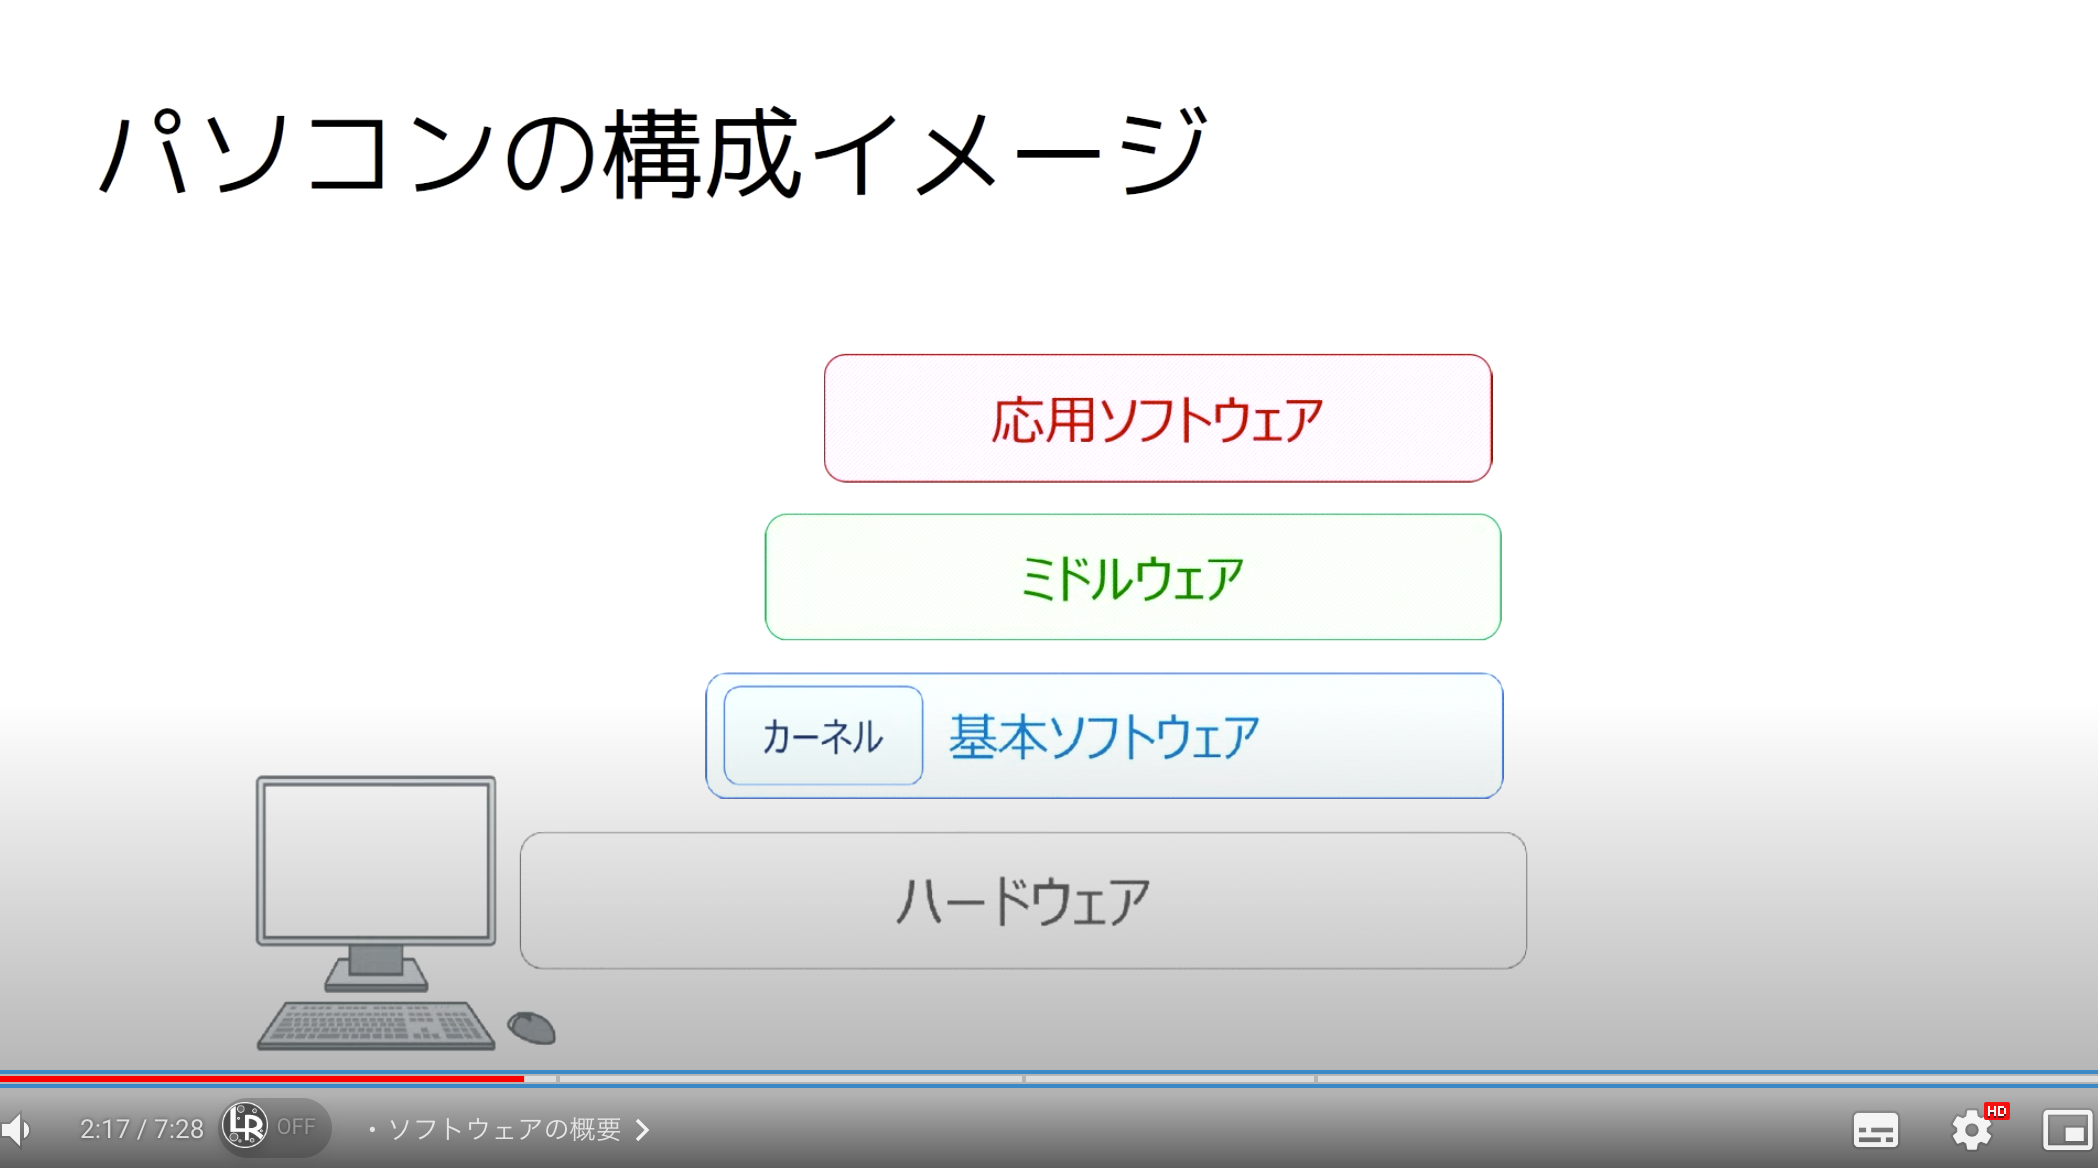 パソコンの構成イメージ
応用ソフトウェア
ミドルウェア
カーネル 基本ソフトウェア
ハードウェア
2:17 / 7:28 LR OFF ・ソフトウェアの概要 HD